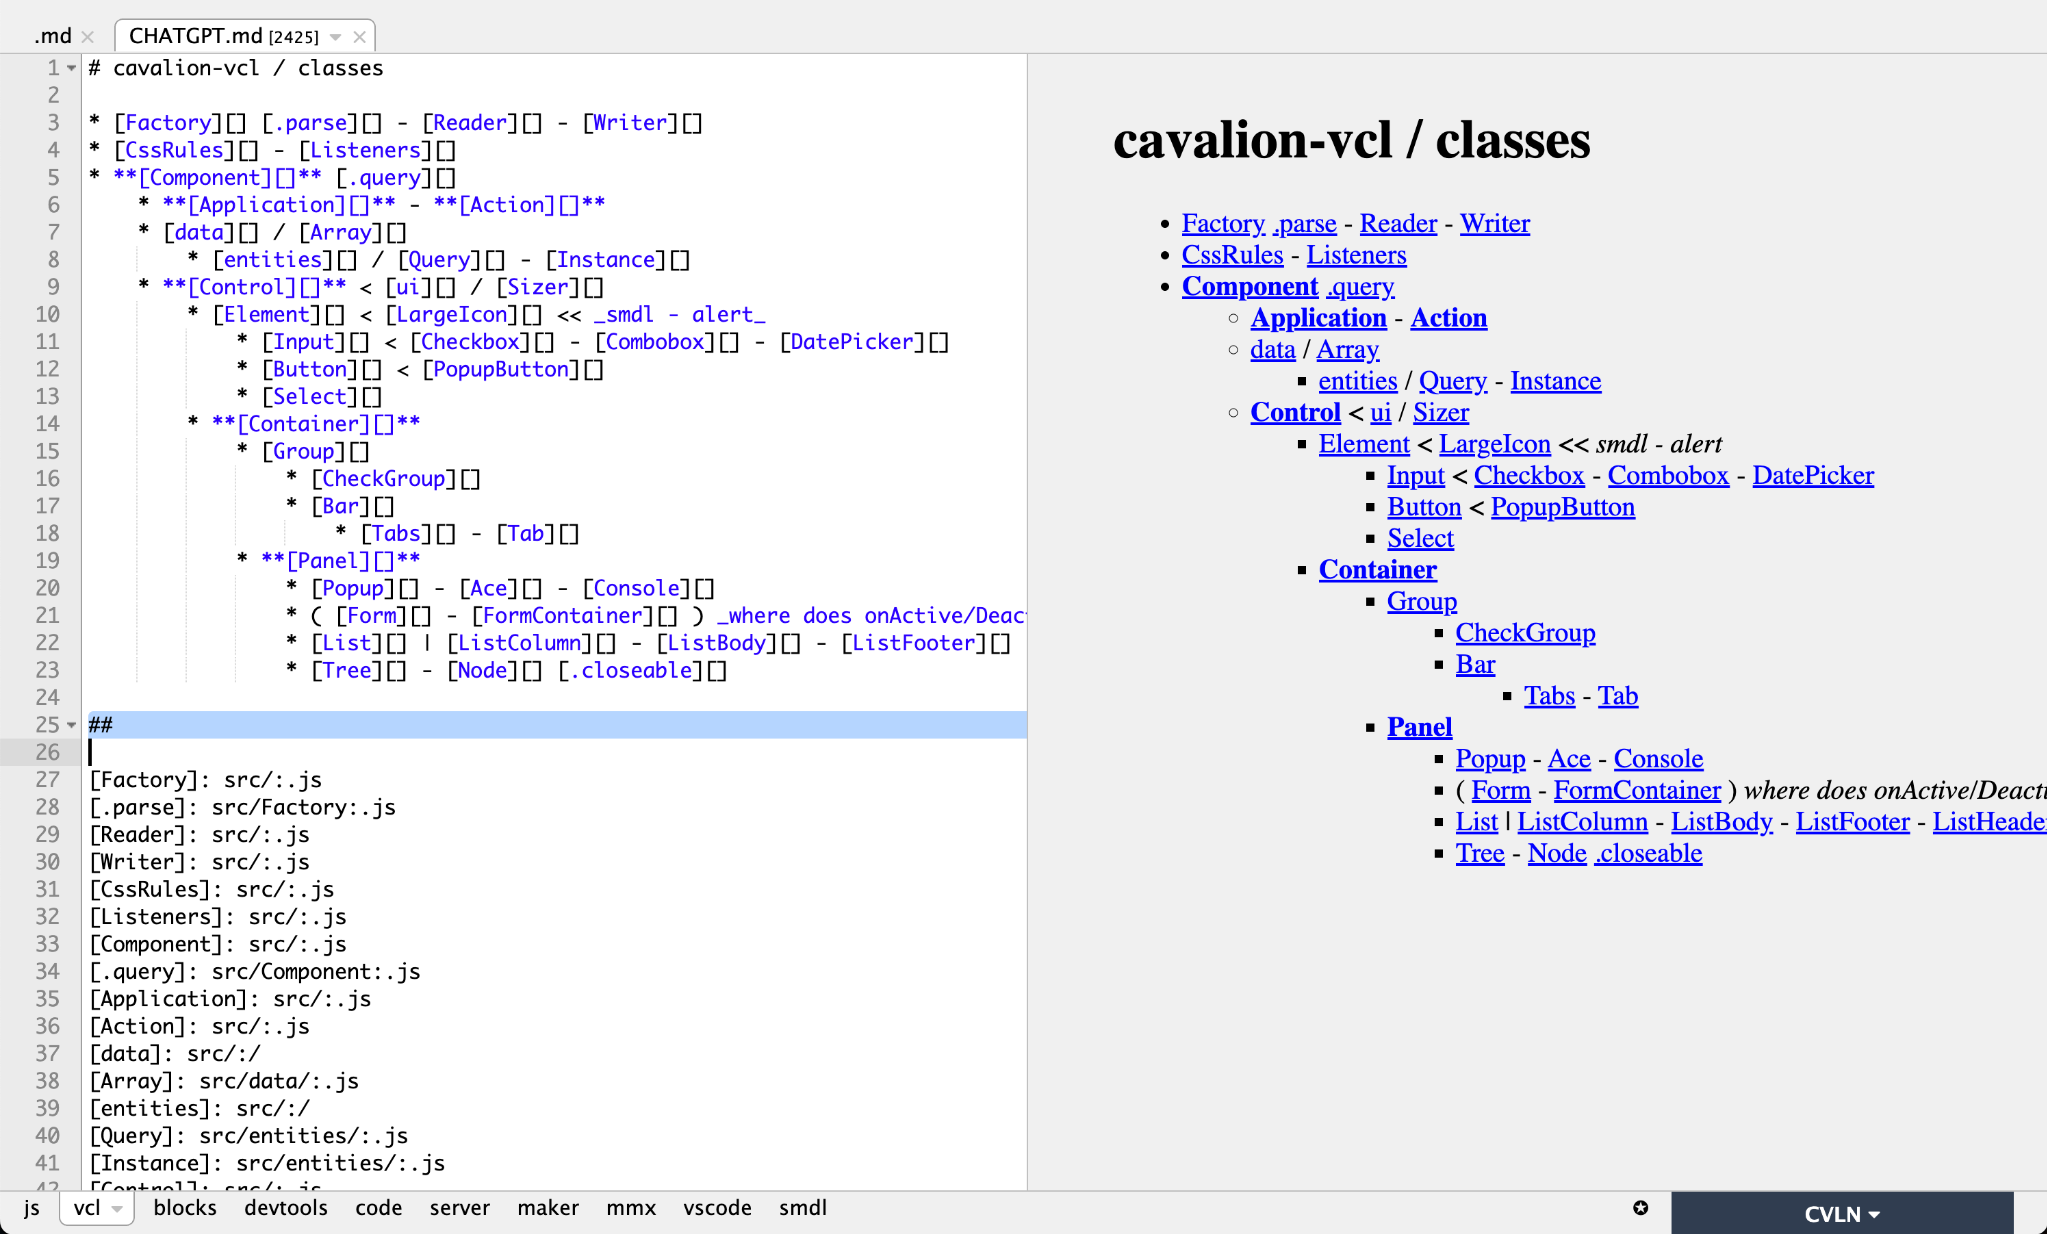 .md
CHATGPT.md [2425]
1 # cavalion-vcl / classes
2
3 * [Factory][] [.parse][] - [Reader][] - [Writer][]
4 * [CssRules][] - [Listeners][]
5 * **[Component][]** [.query][]
6 * **[Application][]** - **[Action][]**
7 * [data][] / [Array][]
8 * [entities][] / [Query][] - [Instance][]
9 * **[Control][]** < [ui][] / [Sizer][]
10 * [Element][] < [LargeIcon][] << _smdl - alert_
11 * [Input][] < [Checkbox][] - [Combobox][] - [DatePicker][]
12 * [Button][] < [PopupButton][]
13 * [Select][]
14 * **[Container][]**
15 * [Group][]
16 * [CheckGroup][]
17 * [Bar][]
18 * [Tabs][] - [Tab][]
19 * **[Panel][]**
20 * [Popup][] - [Ace][] - [Console][]
21 * ( [Form][] - [FormContainer][] ) _where does onActive/Deac
22 * [List][] | [ListColumn][] - [ListBody][] - [ListFooter][]
23 * [Tree][] - [Node][] [.closeable][]
24
25 ##
26
27 [Factory]: src/:.js
28 [.parse]: src/Factory:.js
29 [Reader]: src/:.js
30 [Writer]: src/:.js
31 [CssRules]: src/:.js
32 [Listeners]: src/:.js
33 [Component]: src/:.js
34 [.query]: src/Component:.js
35 [Application]: src/:.js
36 [Action]: src/:.js
37 [data]: src/:/
38 [Array]: src/data/:.js
39 [entities]: src/:/
40 [Query]: src/entities/:.js
41 [Instance]: src/entities/:.js
42 [Control]: src/:.js
cavalion-vcl / classes
• Factory .parse - Reader - Writer
• CssRules - Listeners
• Component .query
◦ Application - Action
◦ data / Array
▪ entities / Query - Instance
◦ Control < ui / Sizer
▪ Element < LargeIcon << smdl - alert
▪ Input < Checkbox - Combobox - DatePicker
▪ Button < PopupButton
▪ Select
▪ Container
▪ Group
▪ CheckGroup
▪ Bar
▪ Tabs - Tab
▪ Panel
▪ Popup - Ace - Console
▪ ( Form - FormContainer ) where does onActive/Deacti
▪ List | ListColumn - ListBody - ListFooter - ListHeader
▪ Tree - Node .closeable
js vcl blocks devtools code server maker mmx vscode smdl
CVLN